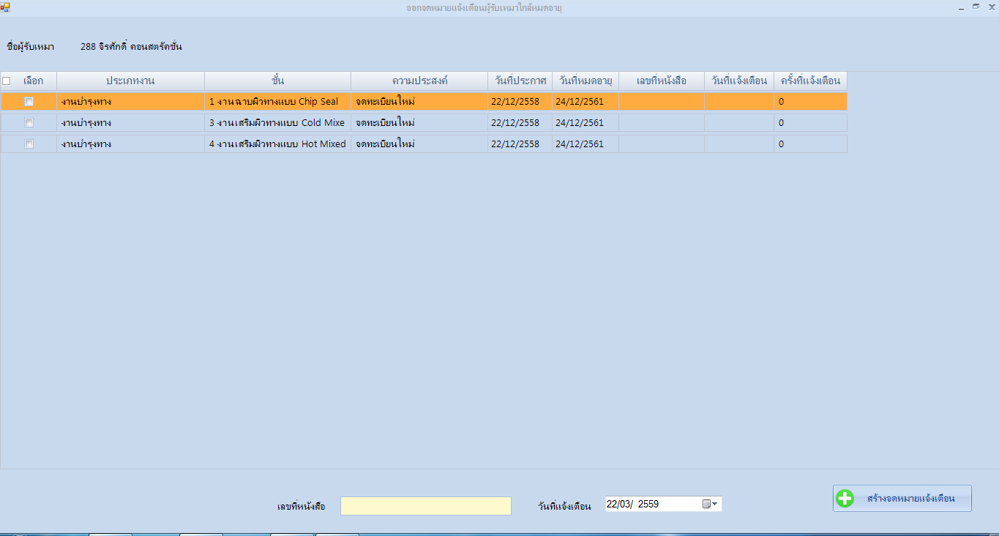 ออกจดหมายแจ้งเตือนผู้รับเหมาใกล้หมดอายุ
ชื่อผู้รับเหมา 288 จิรศักดิ์ คอนสตรัคชั่น
เลือก ประเภทงาน ชั้น ความประสงค์ วันที่ประกาศ วันที่หมดอายุ เลขที่หนังสือ วันที่แจ้งเตือน ครั้งที่แจ้งเตือน
งานบำรุงทาง 1 งานฉาบผิวทางแบบ Chip Seal จดทะเบียนใหม่ 22/12/2558 24/12/2561 0
งานบำรุงทาง 3 งานเสริมผิวทางแบบ Cold Mixe จดทะเบียนใหม่ 22/12/2558 24/12/2561 0
งานบำรุงทาง 4 งานเสริมผิวทางแบบ Hot Mixed จดทะเบียนใหม่ 22/12/2558 24/12/2561 0
เลขที่หนังสือ วันที่แจ้งเตือน 22/03/ 2559 สร้างจดหมายแจ้งเตือน